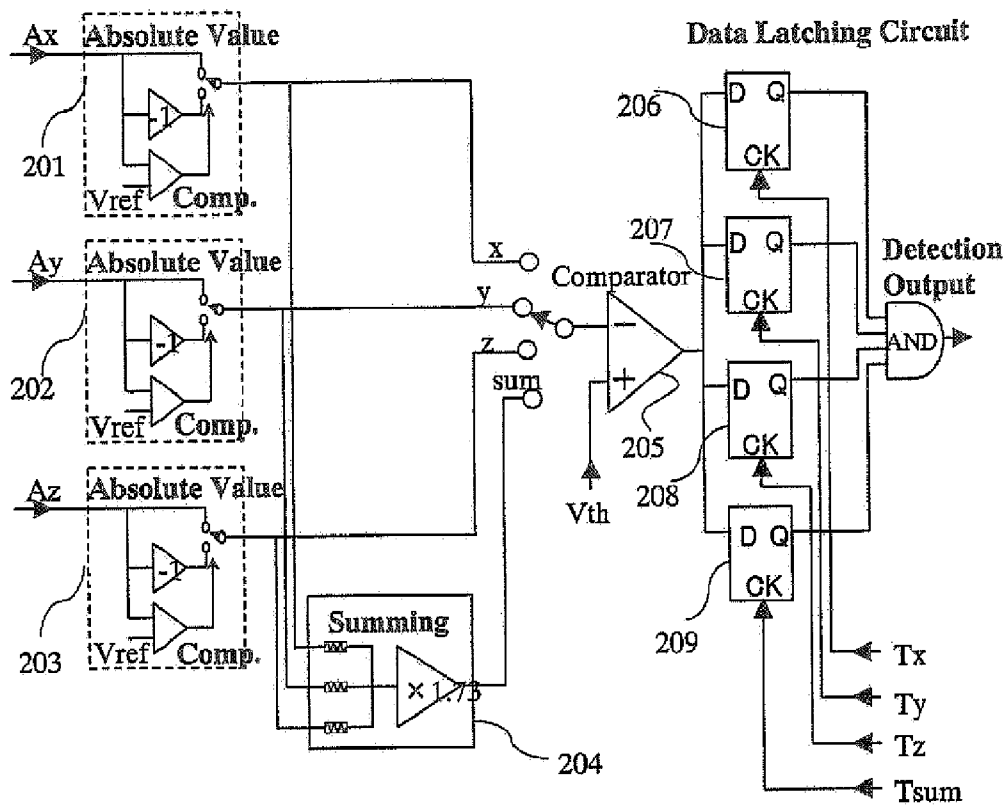 Ax
Absolute Value
-1
201
Vref
Comp.
Ay
Absolute Value
-1
202
Vref
Comp.
Az
Absolute Value
-1
203
Vref
Comp.
Summing
× 1.73
204
x
y
z
sum
Comparator
205
Vth
Data Latching Circuit
206
D Q
CK
207
D Q
CK
208
D Q
CK
209
D Q
CK
Detection
Output
AND
Tx
Ty
Tz
Tsum